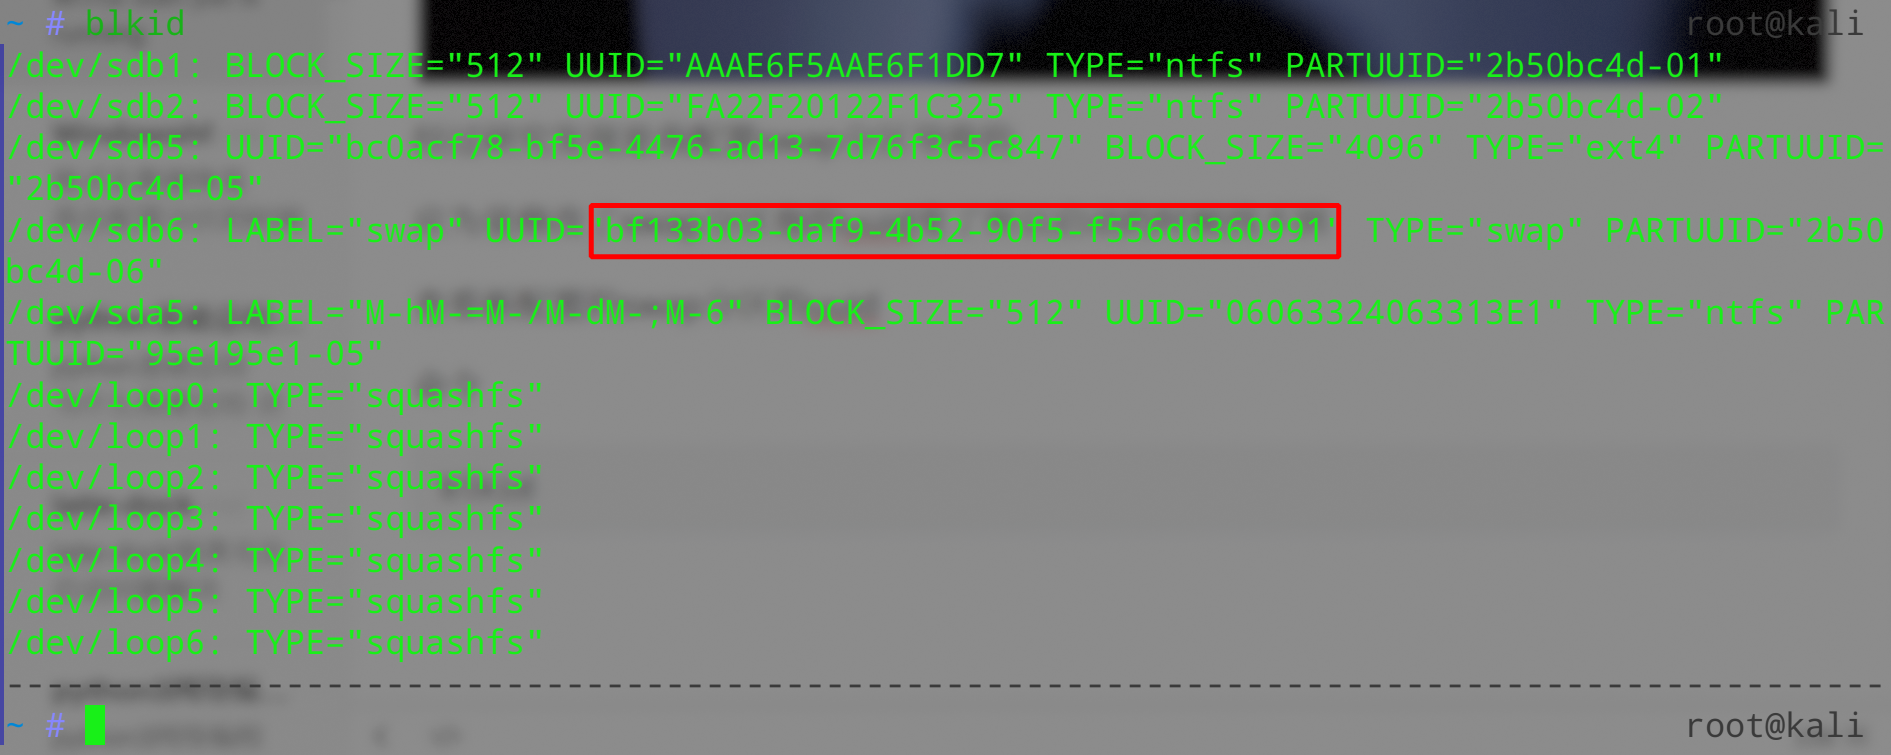 ~ # blkid root@kali
/dev/sdb1: BLOCK_SIZE="512" UUID="AAAE6F5AAE6F1DD7" TYPE="ntfs" PARTUUID="2b50bc4d-01"
/dev/sdb2: BLOCK_SIZE="512" UUID="FA22F20122F1C325" TYPE="ntfs" PARTUUID="2b50bc4d-02"
/dev/sdb5: UUID="bc0acf78-bf5e-4476-ad13-7d76f3c5c847" BLOCK_SIZE="4096" TYPE="ext4" PARTUUID=
"2b50bc4d-05"
/dev/sdb6: LABEL="swap" UUID="bf133b03-daf9-4b52-90f5-f556dd360991" TYPE="swap" PARTUUID="2b50
bc4d-06"
/dev/sda5: LABEL="M-hM-=M-/M-dM-;M-6" BLOCK_SIZE="512" UUID="06063324063313E1" TYPE="ntfs" PAR
TUUID="95e195e1-05"
/dev/loop0: TYPE="squashfs"
/dev/loop1: TYPE="squashfs"
/dev/loop2: TYPE="squashfs"
/dev/loop3: TYPE="squashfs"
/dev/loop4: TYPE="squashfs"
/dev/loop5: TYPE="squashfs"
/dev/loop6: TYPE="squashfs"
~ # root@kali